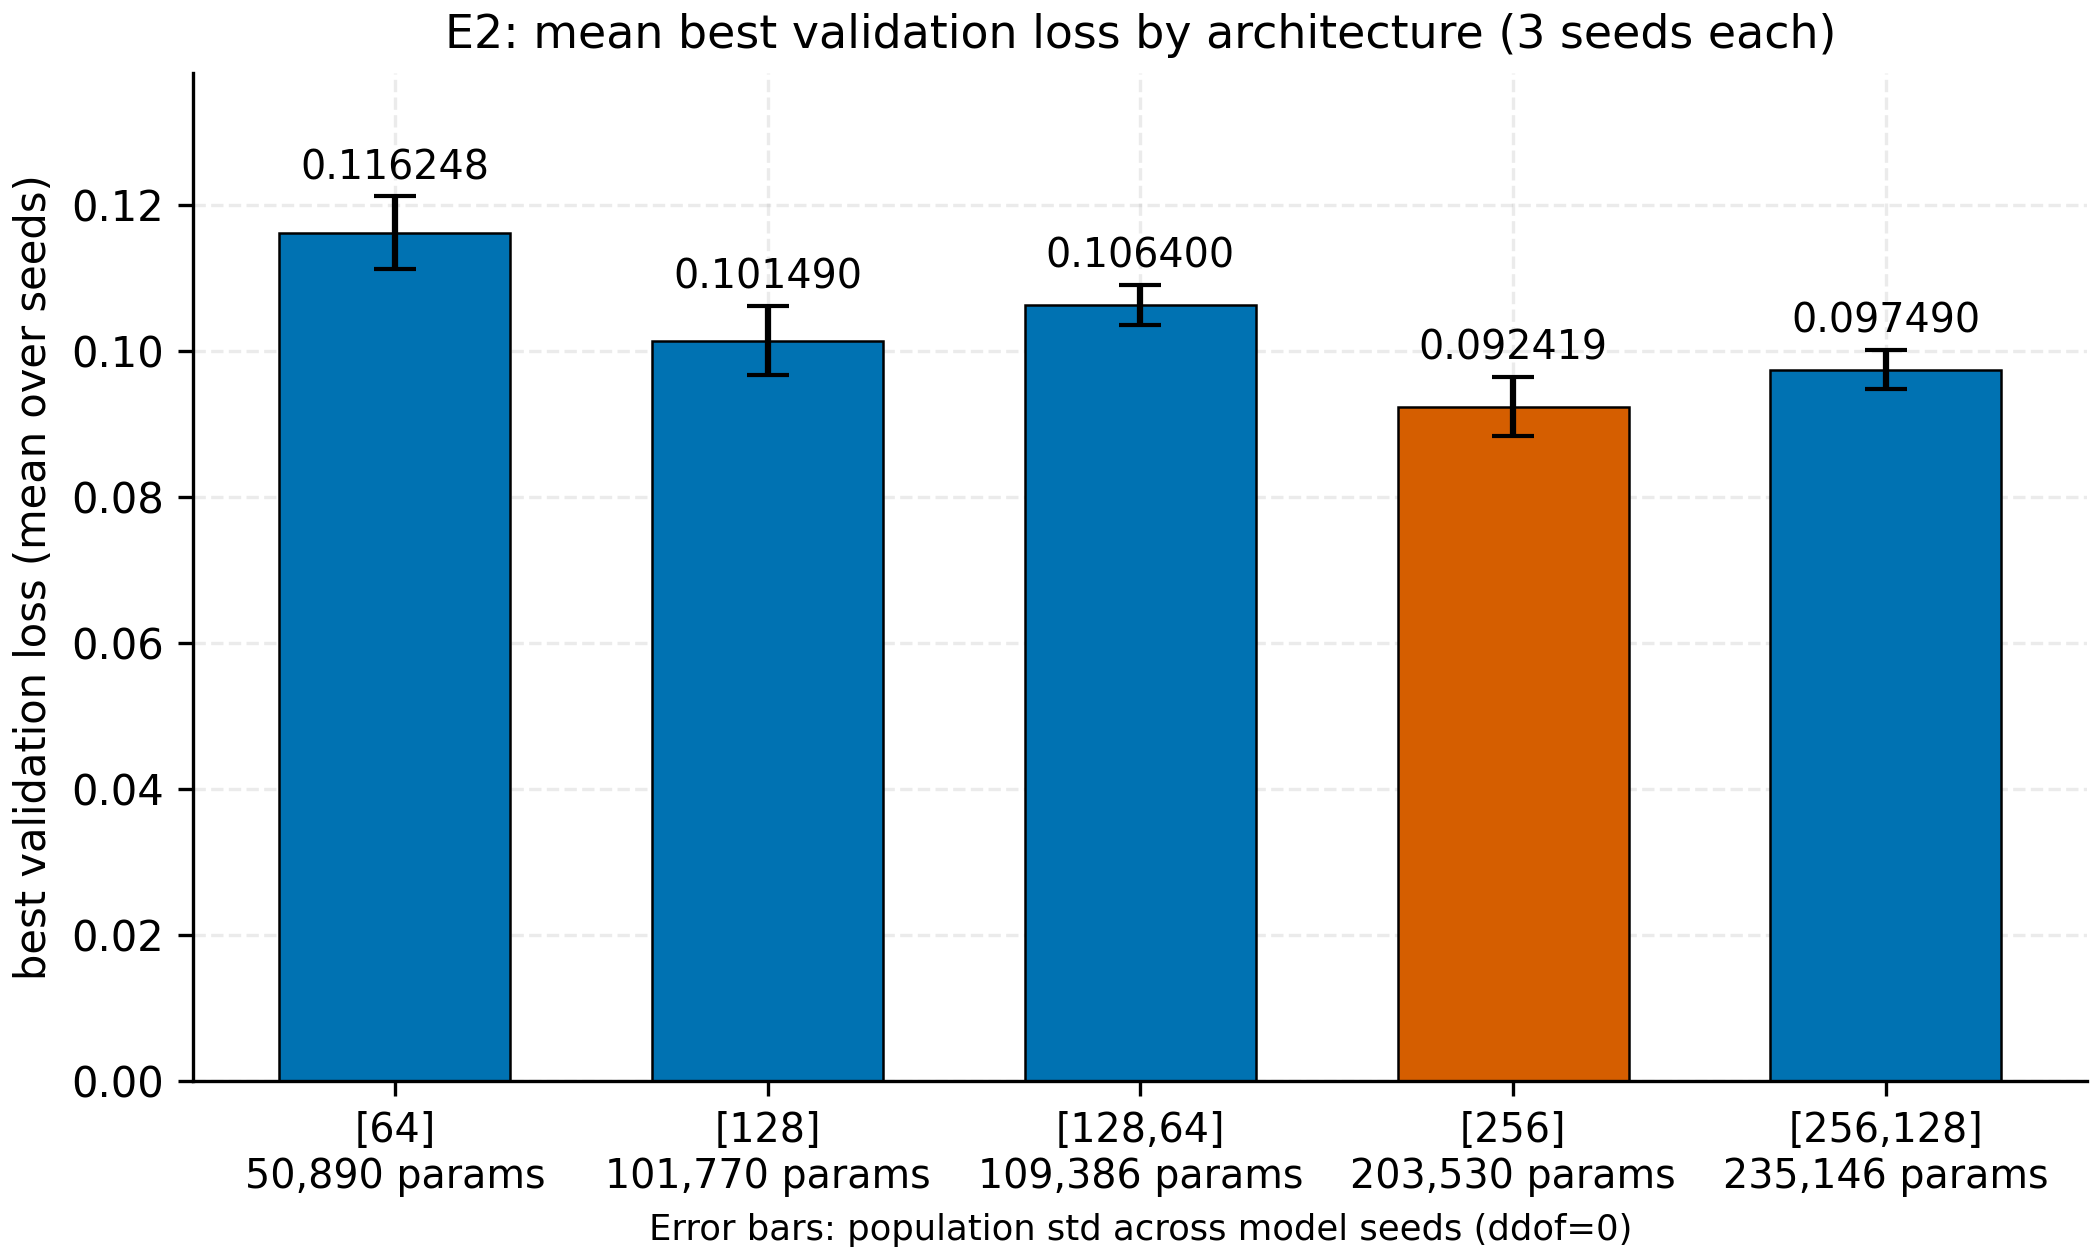 E2: mean best validation loss by architecture (3 seeds each)
best validation loss (mean over seeds)
0.12
0.10
0.08
0.06
0.04
0.02
0.00
0.116248
0.101490
0.106400
0.092419
0.097490
[64]
50,890 params
[128]
101,770 params
[128,64]
109,386 params
[256]
203,530 params
[256,128]
235,146 params
Error bars: population std across model seeds (ddof=0)